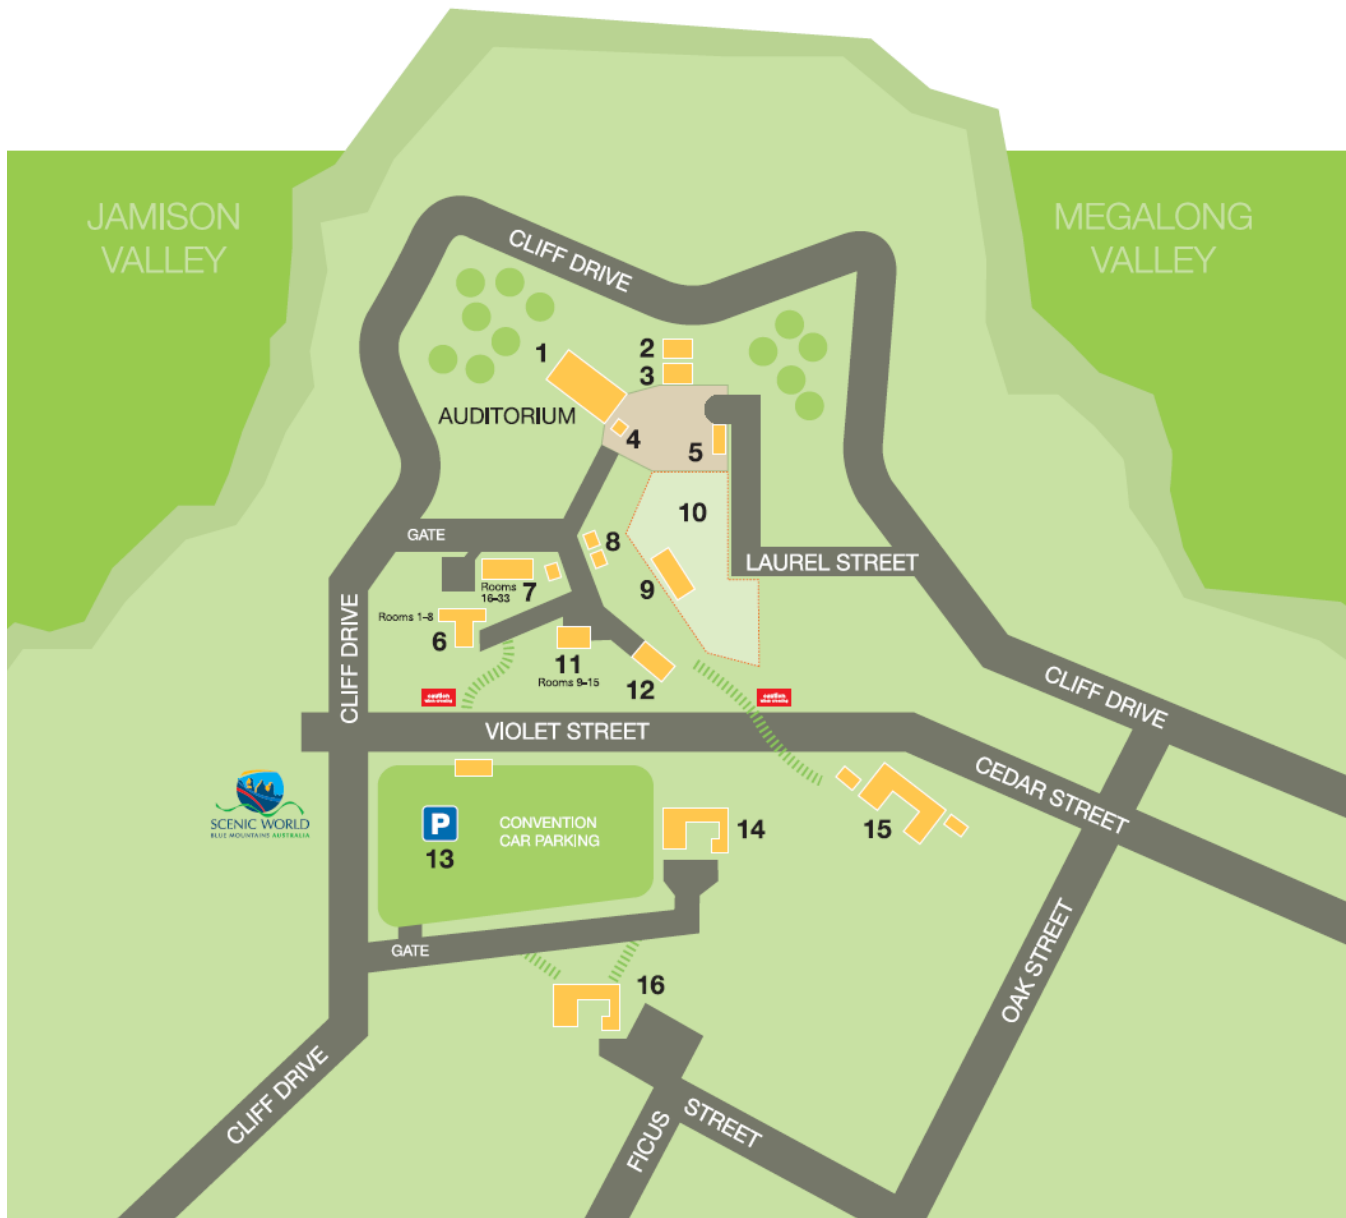 JAMISON
VALLEY
MEGALONG
VALLEY
CLIFF DRIVE
1
2
3
AUDITORIUM
4
5
10
GATE
8
LAUREL STREET
Rooms
16–33
7
9
Rooms 1–8
6
11
Rooms 9–15
12
CLIFF DRIVE
CLIFF DRIVE
caution
caution
VIOLET STREET
CEDAR STREET
SCENIC WORLD
BLUE MOUNTAINS AUSTRALIA
P
13
CONVENTION
CAR PARKING
14
15
GATE
16
OAK STREET
CLIFF DRIVE
FICUS
STREET